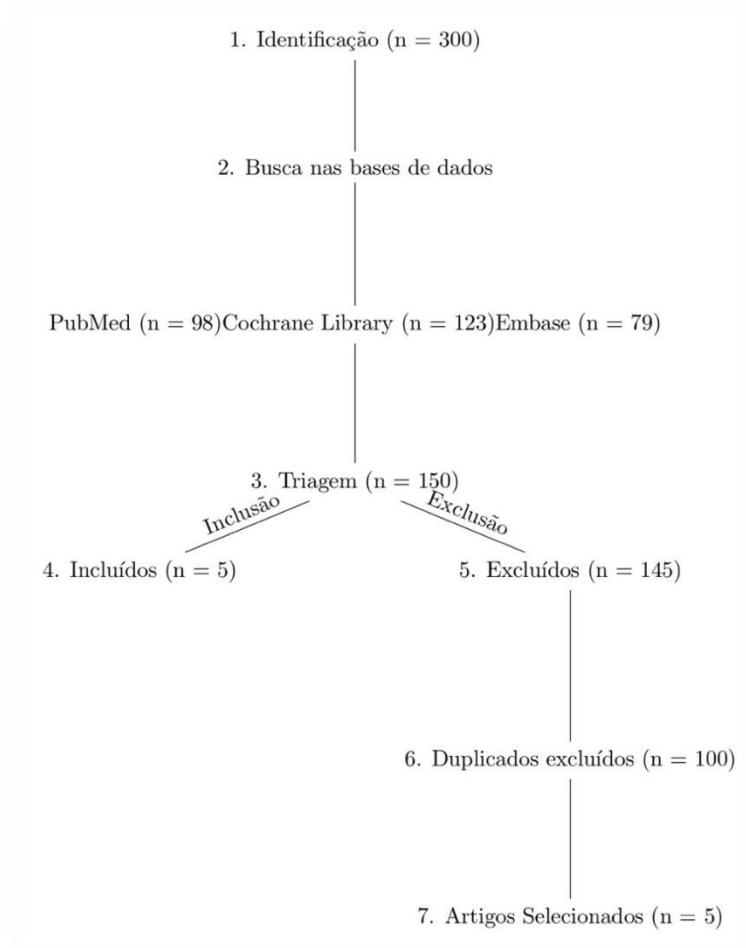 1. Identificação (n = 300)
2. Busca nas bases de dados
PubMed (n = 98)Cochrane Library (n = 123)Embase (n = 79)
3. Triagem (n = 150)
Inclusão
Exclusão
4. Incluídos (n = 5)
5. Excluídos (n = 145)
6. Duplicados excluídos (n = 100)
7. Artigos Selecionados (n = 5)